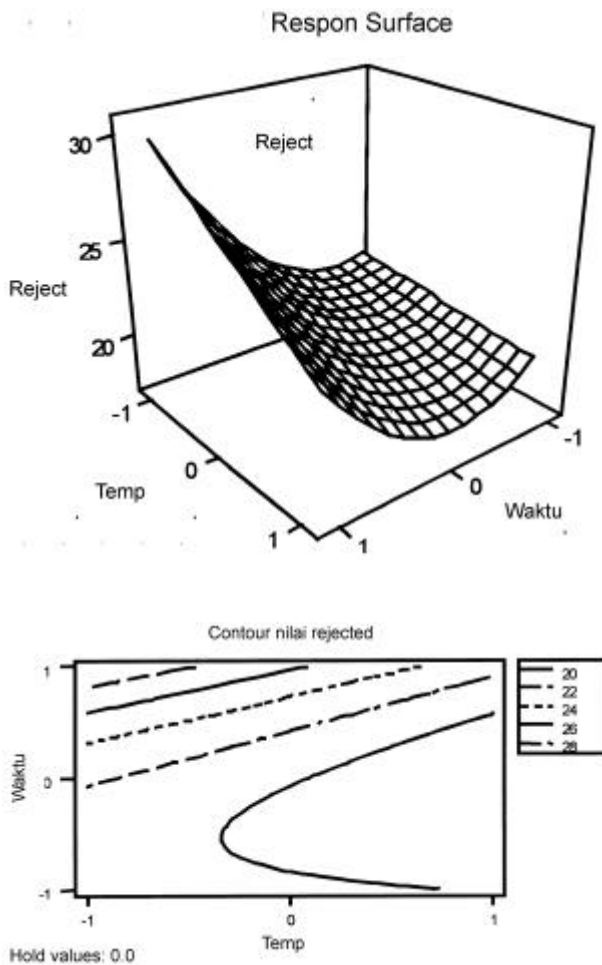 Respon Surface
30
Reject
25
Reject
20
-1
0
Temp
1
-1
0
Waktu
1
Contour nilai rejected
1
0
-1
Waktu
-1
0
1
Temp
20
22
24
26
28
Hold values: 0.0